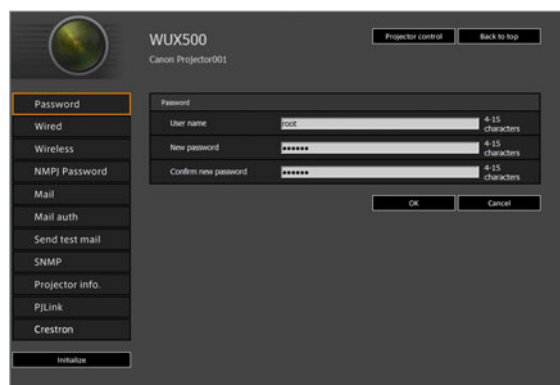 WUX500
Canon Projector001
Projector control
Back to top
Password
Wired
Wireless
NMPJ Password
Mail
Mail auth
Send test mail
SNMP
Projector info.
PJLink
Crestron
Initialize
Password
User name root 4-15 characters
New password •••••• 4-15 characters
Confirm new password •••••• 4-15 characters
OK
Cancel